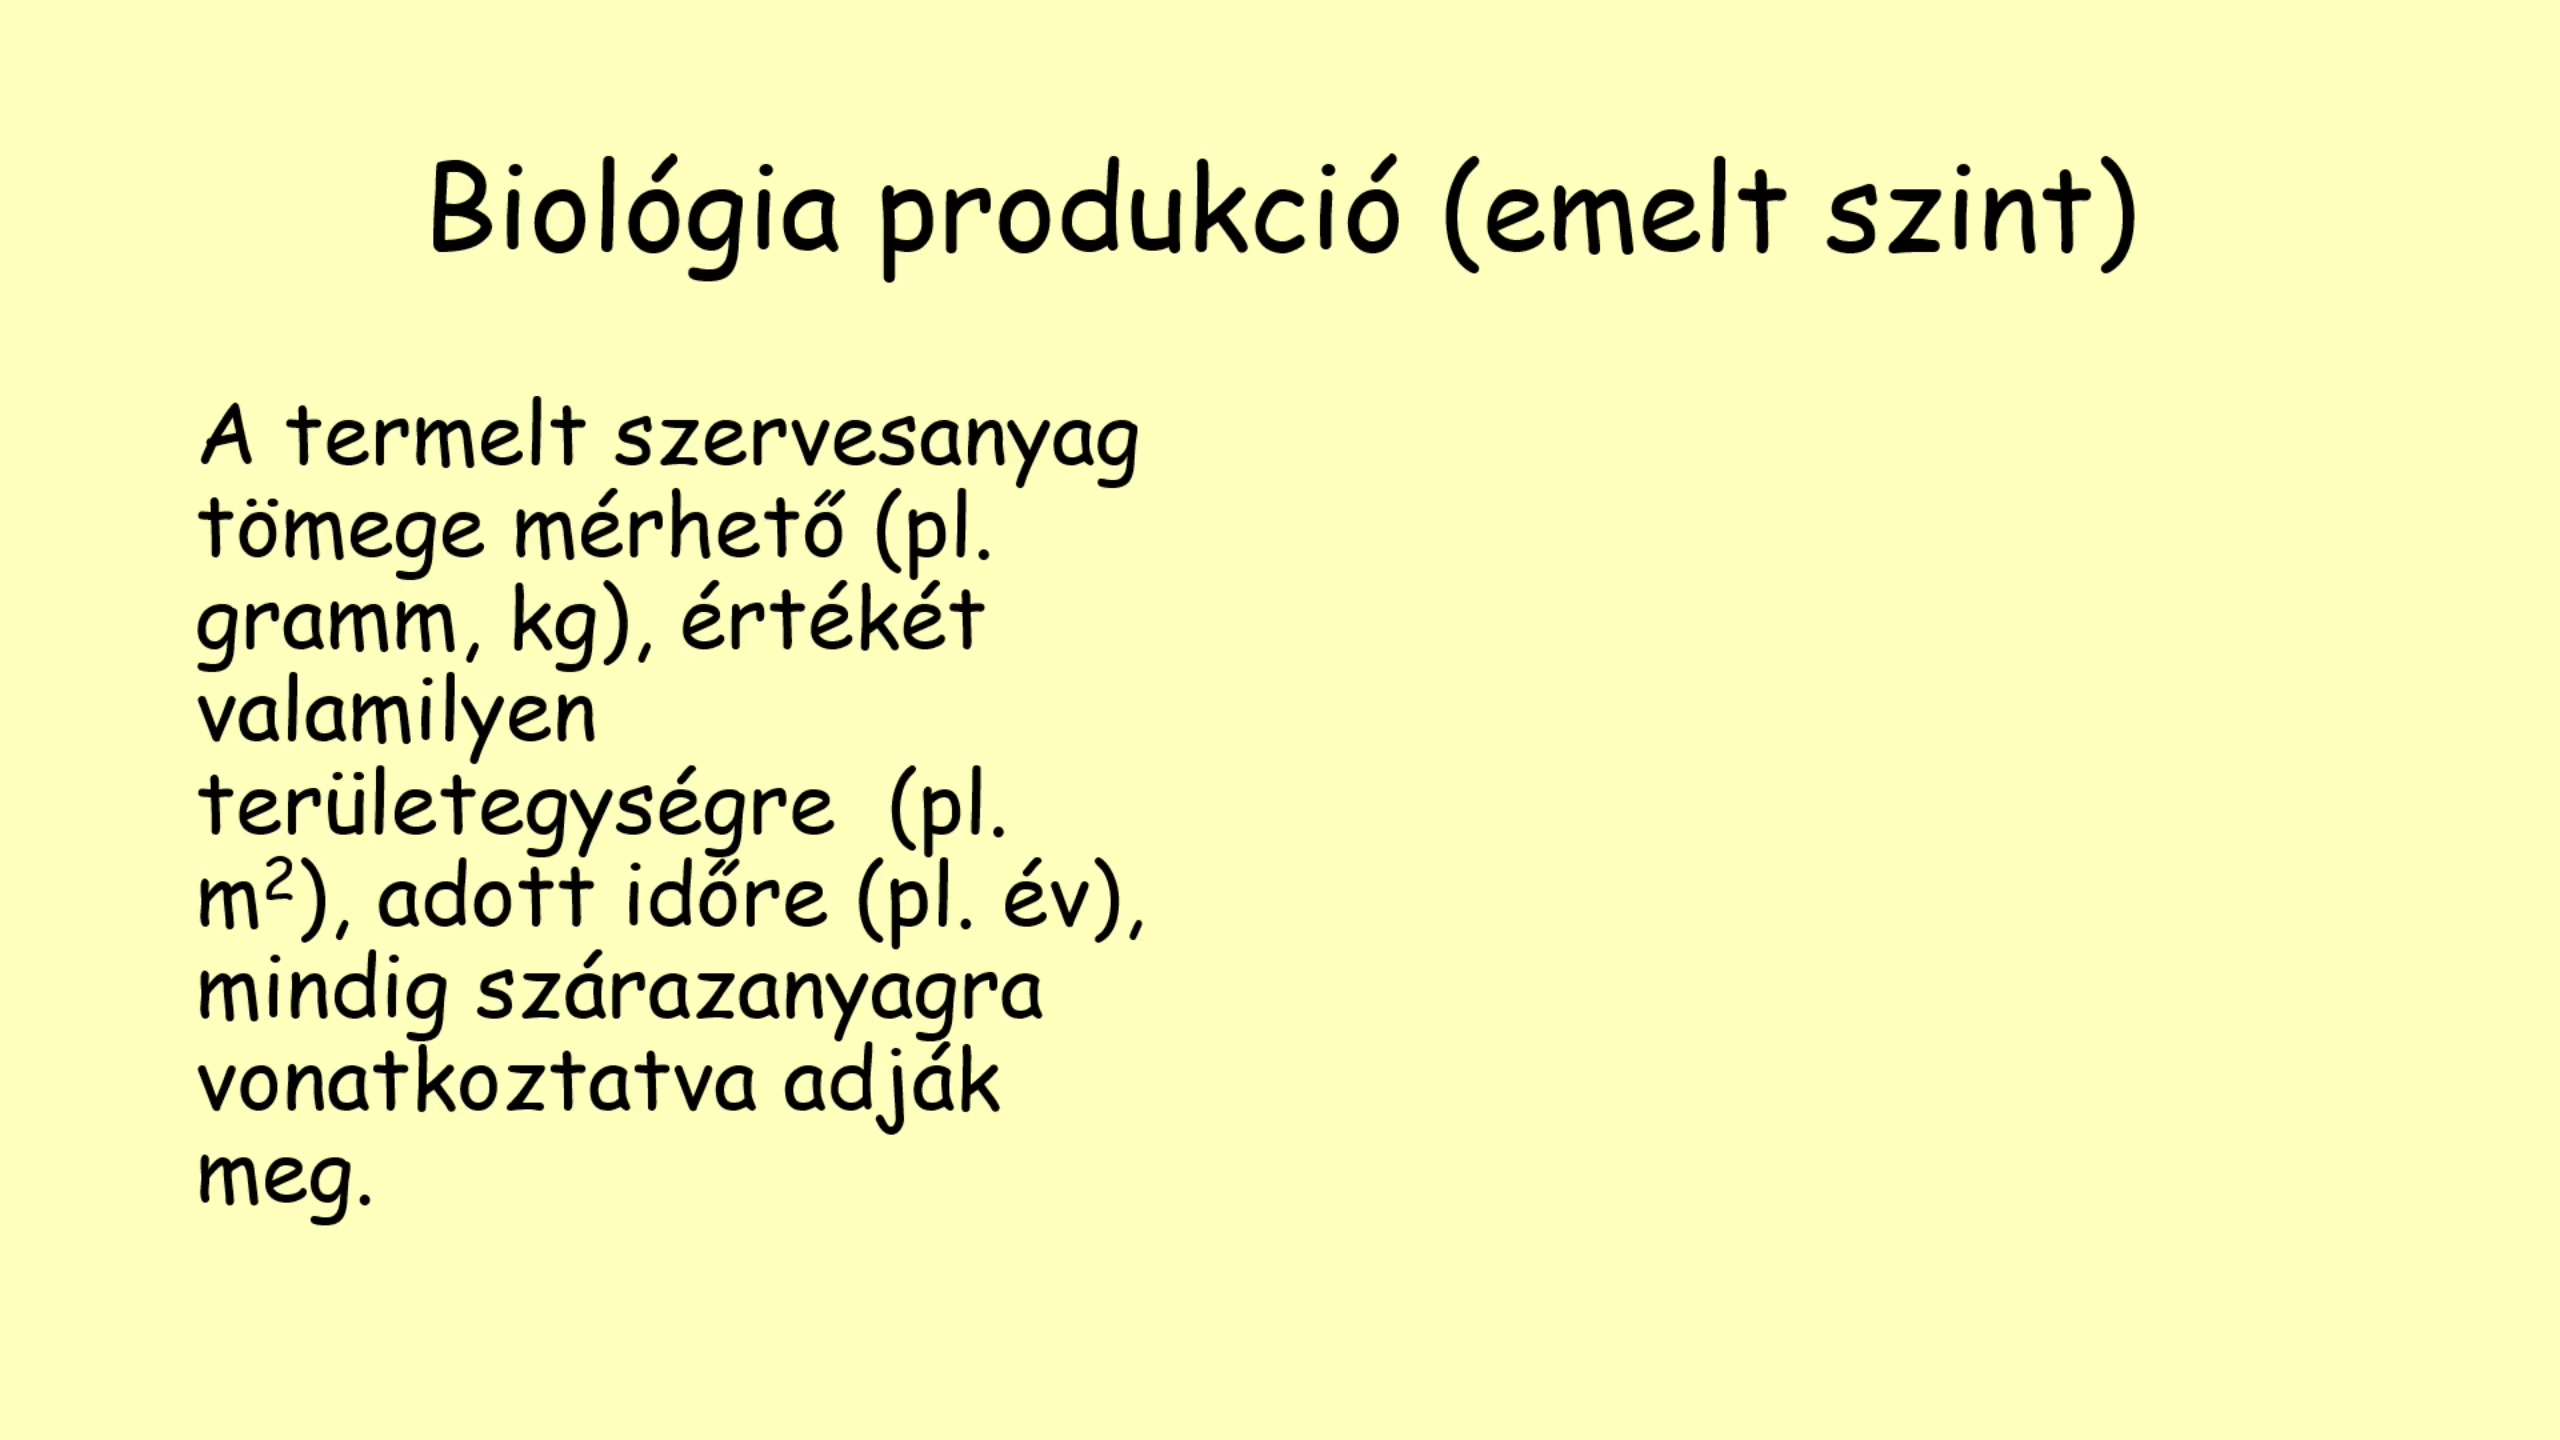 Biológia produkció (emelt szint)
A termelt szervesanyag
tömege mérhető (pl.
gramm, kg), értékét
valamilyen
területegységre  (pl.
m²), adott időre (pl. év),
mindig szárazanyagra
vonatkoztatva adják
meg.